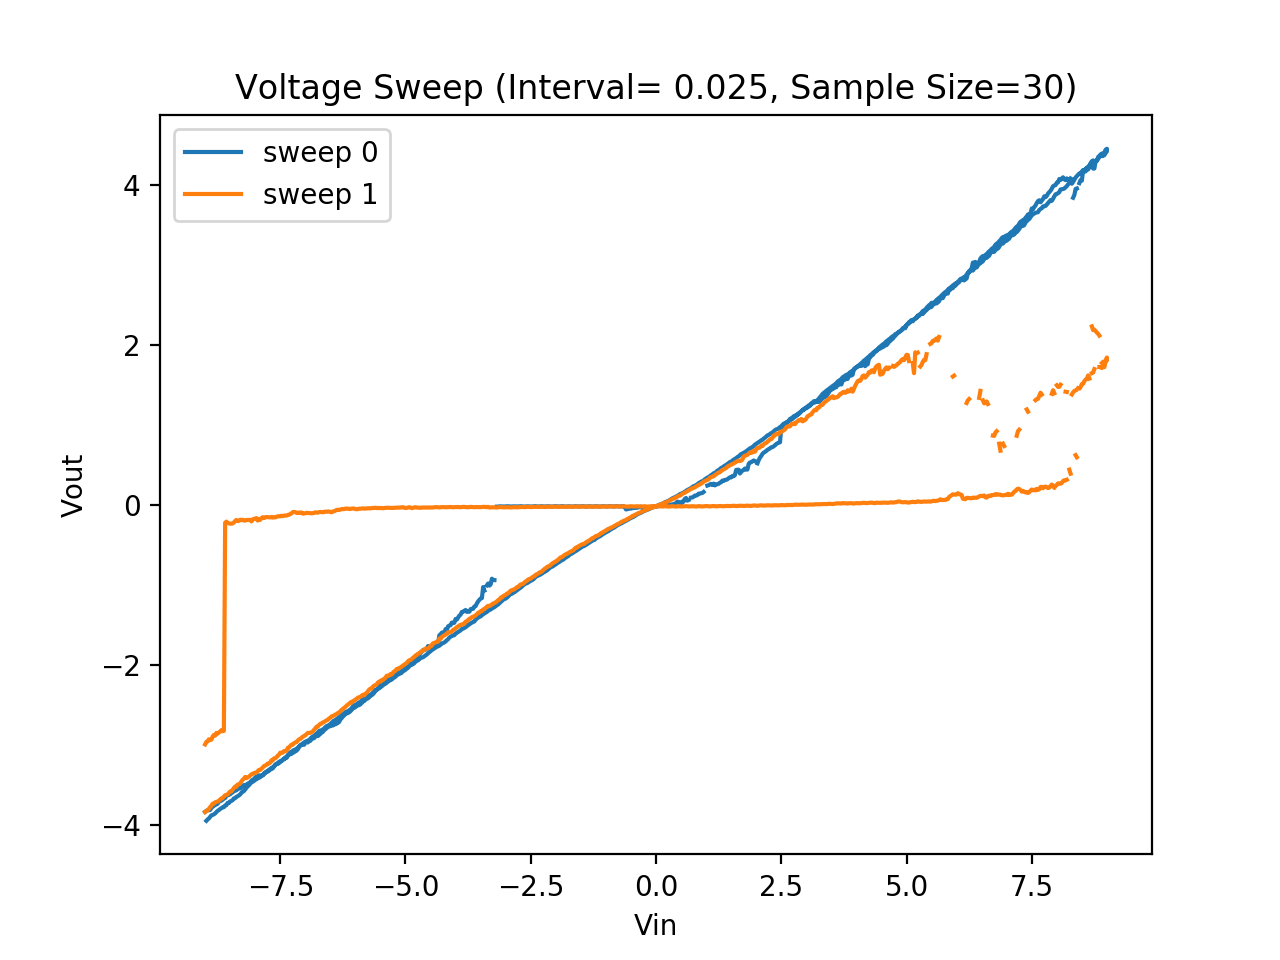 Voltage Sweep (Interval= 0.025, Sample Size=30)
sweep 0
sweep 1
4
2
0
−2
−4
Vout
−7.5 −5.0 −2.5 0.0 2.5 5.0 7.5
Vin